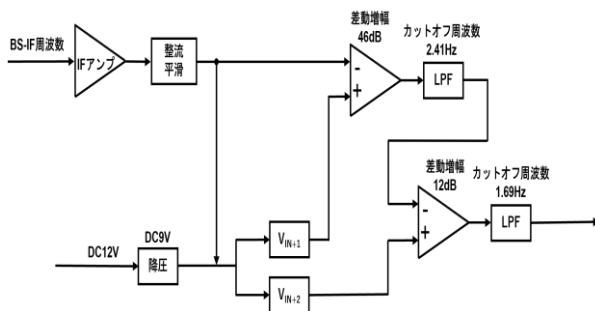 BS-IF周波数
IFアンプ
整流
平滑
差動増幅
46dB
-
+
カットオフ周波数
2.41Hz
LPF
差動増幅
12dB
-
+
カットオフ周波数
1.69Hz
LPF
DC12V
DC9V
降圧
VIN+1
VIN+2